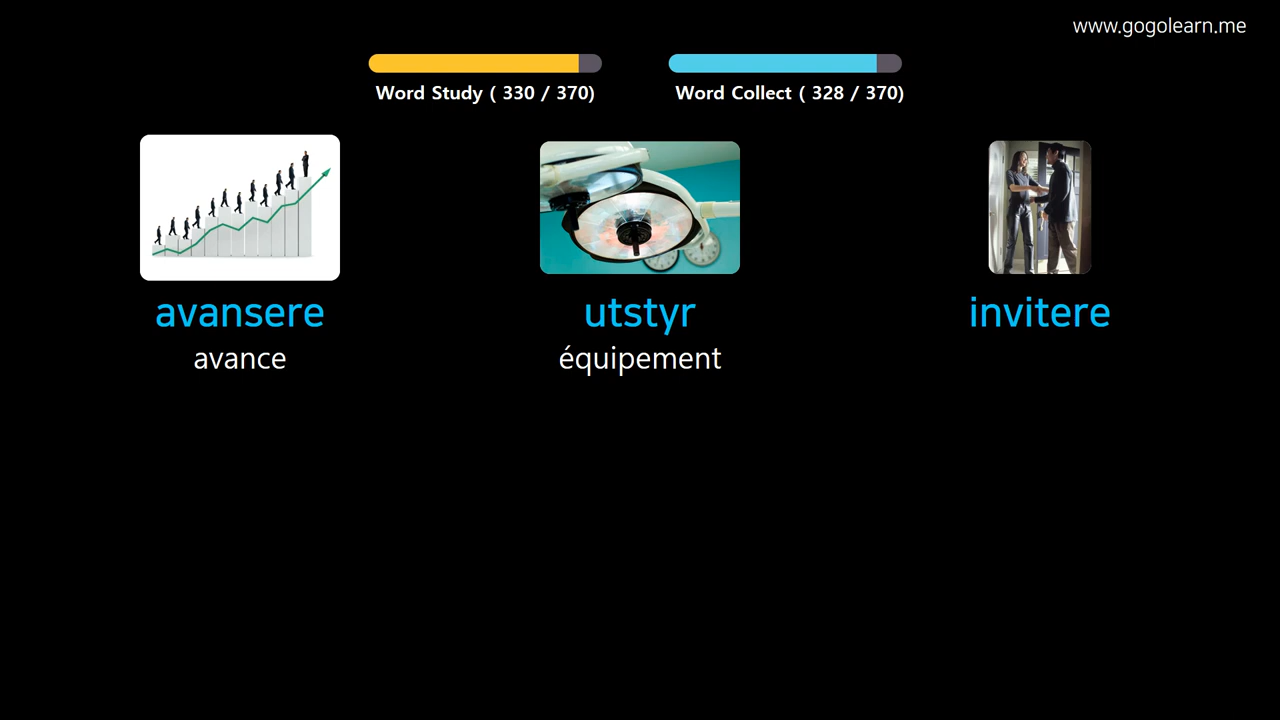 www.gogolearn.me
Word Study ( 330 / 370)
Word Collect ( 328 / 370)
avansere
avance
utstyr
équipement
invitere